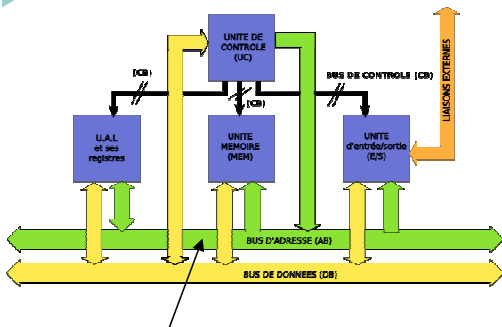 UNITE DE
CONTROLE
(UC)
(CB)
(CB)
BUS DE CONTROLE (CB)
LIAISONS EXTERNES
U.A.L
et ses
registres
UNITE
MEMOIRE
(MEM)
UNITE
d'entrée/sortie
(E/S)
BUS D'ADRESSE (AB)
BUS DE DONNEES (DB)